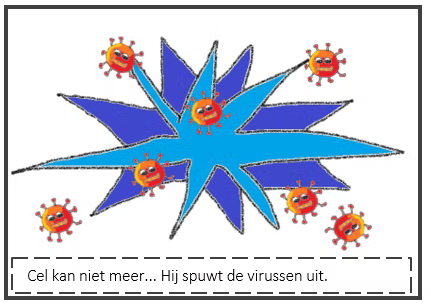 Cel kan niet meer... Hij spuwt de virussen uit.